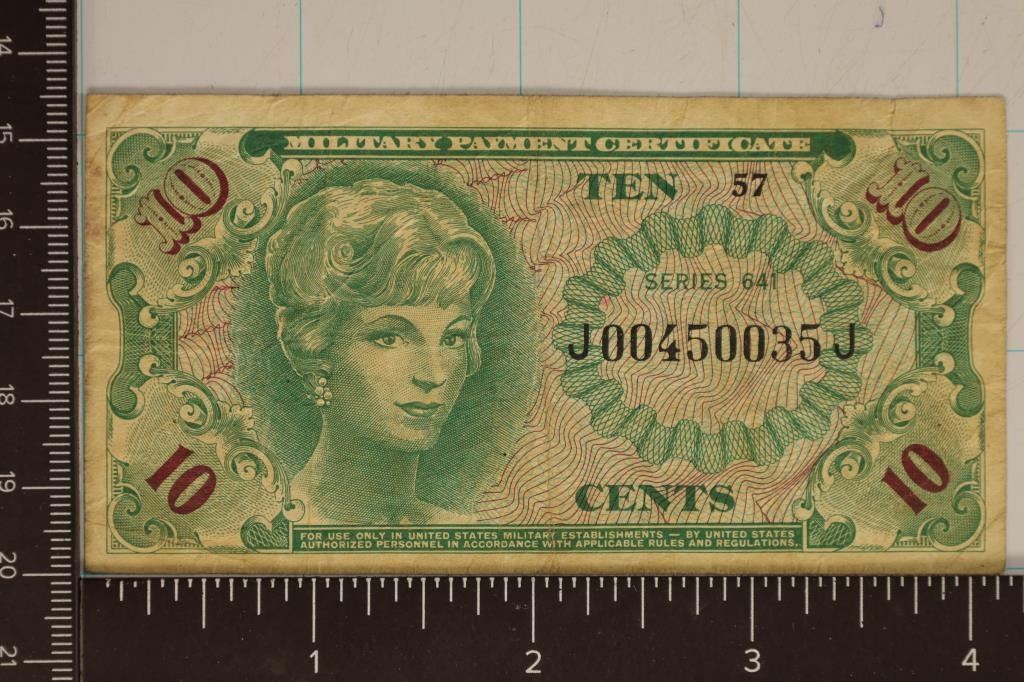 MILITARY PAYMENT CERTIFICATE
10 TEN 57 10
SERIES 641
J00450035J
10 CENTS 10
FOR USE ONLY IN UNITED STATES MILITARY ESTABLISHMENTS — BY UNITED STATES
AUTHORIZED PERSONNEL IN ACCORDANCE WITH APPLICABLE RULES AND REGULATIONS.
14
15
16
17
18
19
20
21
1 2 3 4